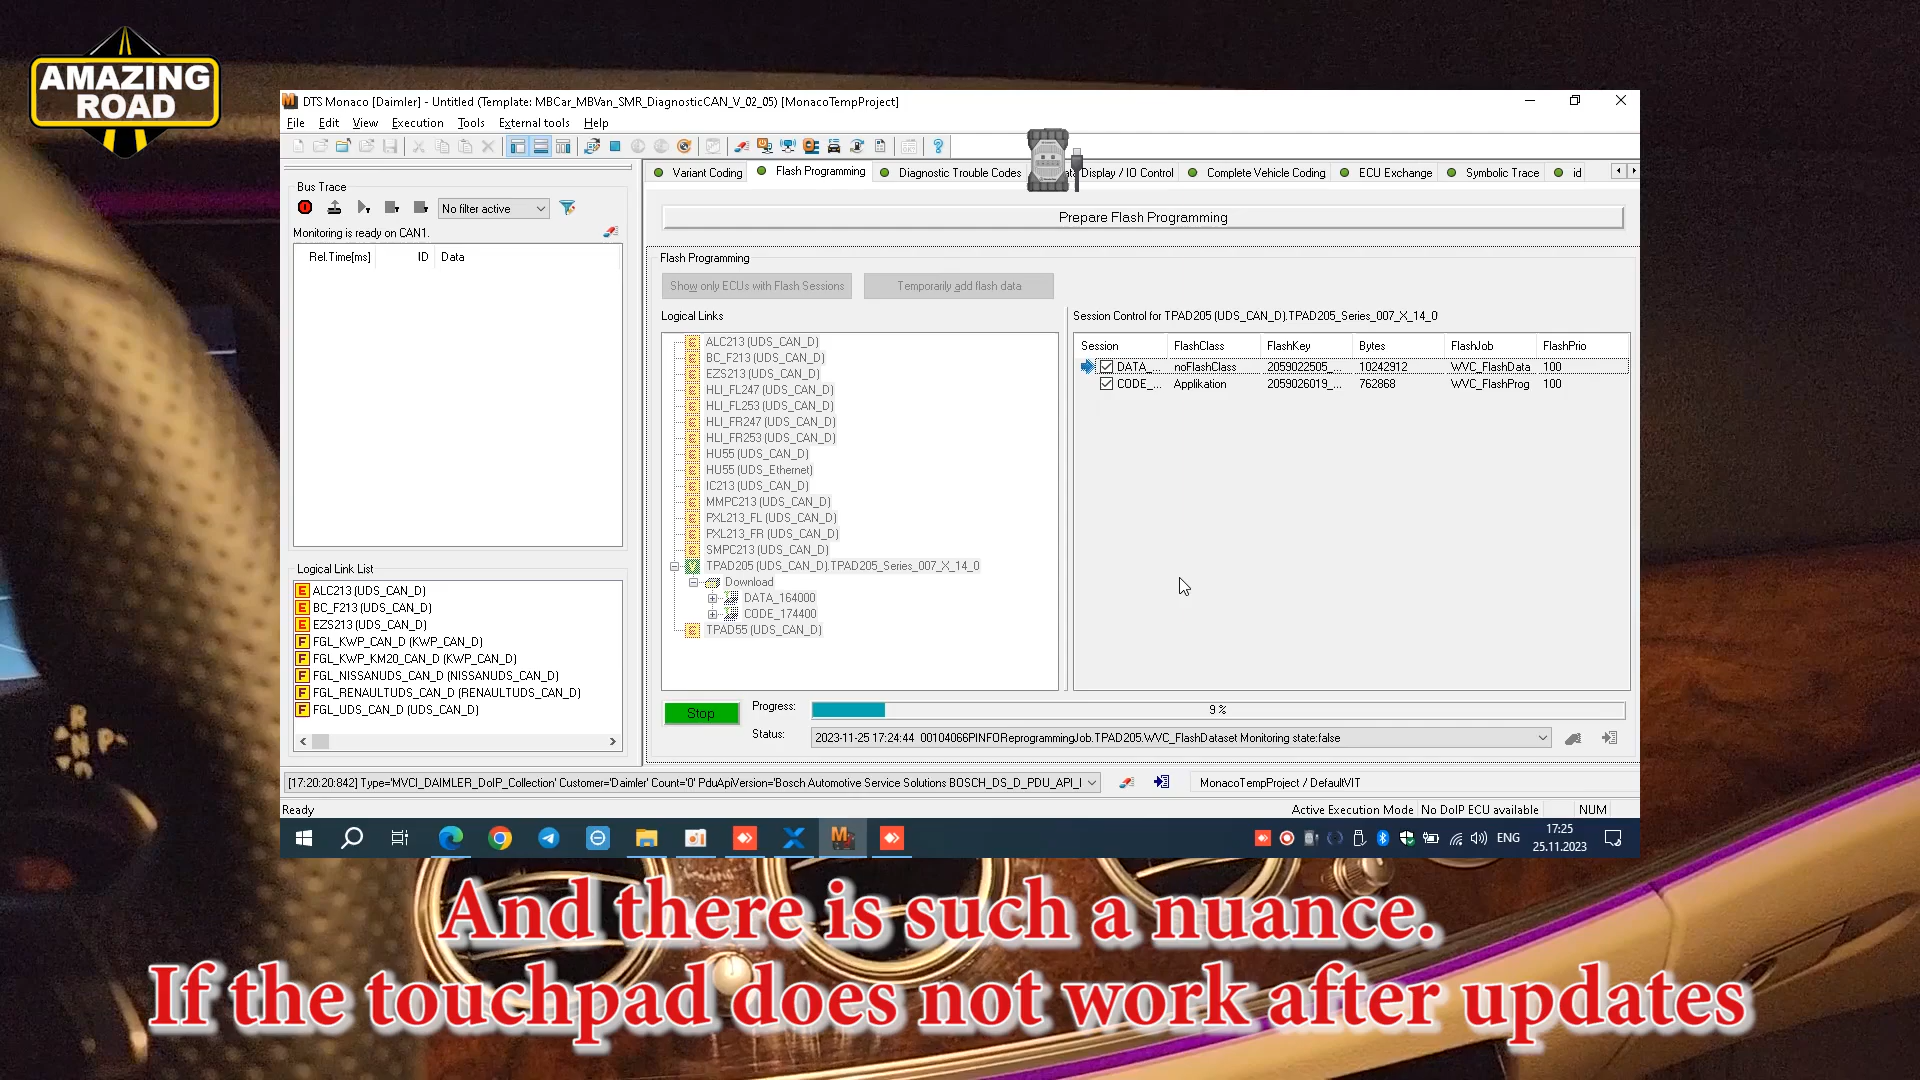 AMAZING
ROAD
DTS Monaco [Daimler] - Untitled (Template: MBCar_MBVan_SMR_DiagnosticCAN_V_02_05) [MonacoTempProject]
File Edit View Execution Tools External tools Help
Bus Trace
No filter active
Monitoring is ready on CAN1.
Rel.Time[ms] ID Data
Logical Link List
ALC213 (UDS_CAN_D)
BC_F213 (UDS_CAN_D)
EZS213 (UDS_CAN_D)
FGL_KWP_CAN_D (KWP_CAN_D)
FGL_KWP_KM20_CAN_D (KWP_CAN_D)
FGL_NISSANUDS_CAN_D (NISSANUDS_CAN_D)
FGL_RENAULTUDS_CAN_D (RENAULTUDS_CAN_D)
FGL_UDS_CAN_D (UDS_CAN_D)
Variant Coding Flash Programming Diagnostic Trouble Codes Display / IO Control Complete Vehicle Coding ECU Exchange Symbolic Trace id
Prepare Flash Programming
Flash Programming
Show only ECUs with Flash Sessions Temporarily add flash data
Logical Links
ALC213 (UDS_CAN_D)
BC_F213 (UDS_CAN_D)
EZS213 (UDS_CAN_D)
HLI_FL247 (UDS_CAN_D)
HLI_FL253 (UDS_CAN_D)
HLI_FR247 (UDS_CAN_D)
HLI_FR253 (UDS_CAN_D)
HU55 (UDS_CAN_D)
HU55 (UDS_Ethernet)
IC213 (UDS_CAN_D)
MMPC213 (UDS_CAN_D)
PXL213_FL (UDS_CAN_D)
PXL213_FR (UDS_CAN_D)
SMPC213 (UDS_CAN_D)
TPAD205 (UDS_CAN_D).TPAD205_Series_007_X_14_0
Download
DATA_164000
CODE_174400
TPAD55 (UDS_CAN_D)
Session Control for TPAD205 (UDS_CAN_D).TPAD205_Series_007_X_14_0
Session FlashClass FlashKey Bytes FlashJob FlashPrio
DATA_... noFlashClass 2059022505_... 10242912 WVC_FlashData 100
CODE_... Applikation 2059026019_... 762868 WVC_FlashProg 100
Stop Progress: 9 %
Status: 2023-11-25 17:24:44 00104066PINFOReprogrammingJob.TPAD205.WVC_FlashDataset Monitoring state:false
[17:20:20:842] Type='MVCI_DAIMLER_DoIP_Collection' Customer='Daimler' Count='0' PduApiVersion='Bosch Automotive Service Solutions BOSCH_DS_D_PDU_API_I MonacoTempProject / DefaultVIT
Ready Active Execution Mode No DoIP ECU available NUM
ENG 17:25
25.11.2023
And there is such a nuance.
If the touchpad does not work after updates